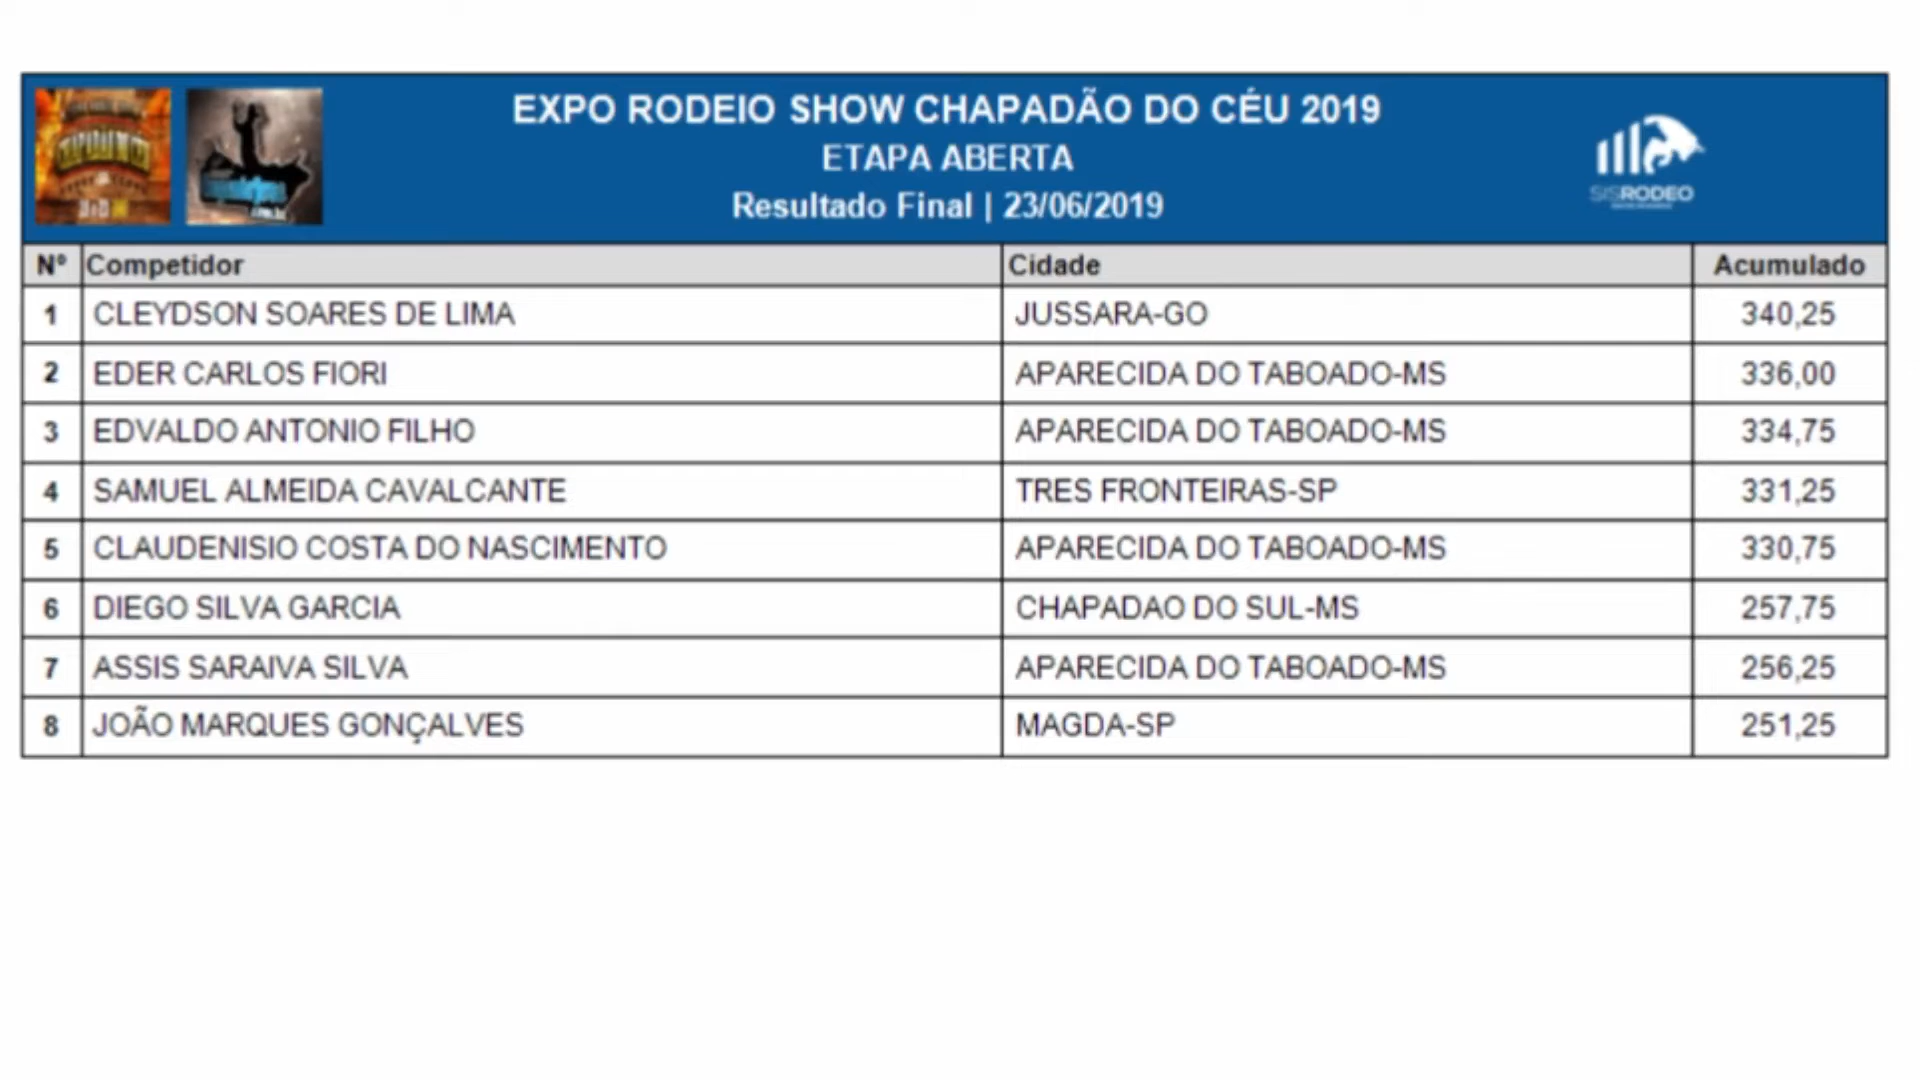 EXPO RODEIO SHOW CHAPADÃO DO CÉU 2019
ETAPA ABERTA
Resultado Final | 23/06/2019
SISRODEO
Nº Competidor Cidade Acumulado
1 CLEYDSON SOARES DE LIMA JUSSARA-GO 340,25
2 EDER CARLOS FIORI APARECIDA DO TABOADO-MS 336,00
3 EDVALDO ANTONIO FILHO APARECIDA DO TABOADO-MS 334,75
4 SAMUEL ALMEIDA CAVALCANTE TRES FRONTEIRAS-SP 331,25
5 CLAUDENISIO COSTA DO NASCIMENTO APARECIDA DO TABOADO-MS 330,75
6 DIEGO SILVA GARCIA CHAPADAO DO SUL-MS 257,75
7 ASSIS SARAIVA SILVA APARECIDA DO TABOADO-MS 256,25
8 JOÃO MARQUES GONÇALVES MAGDA-SP 251,25